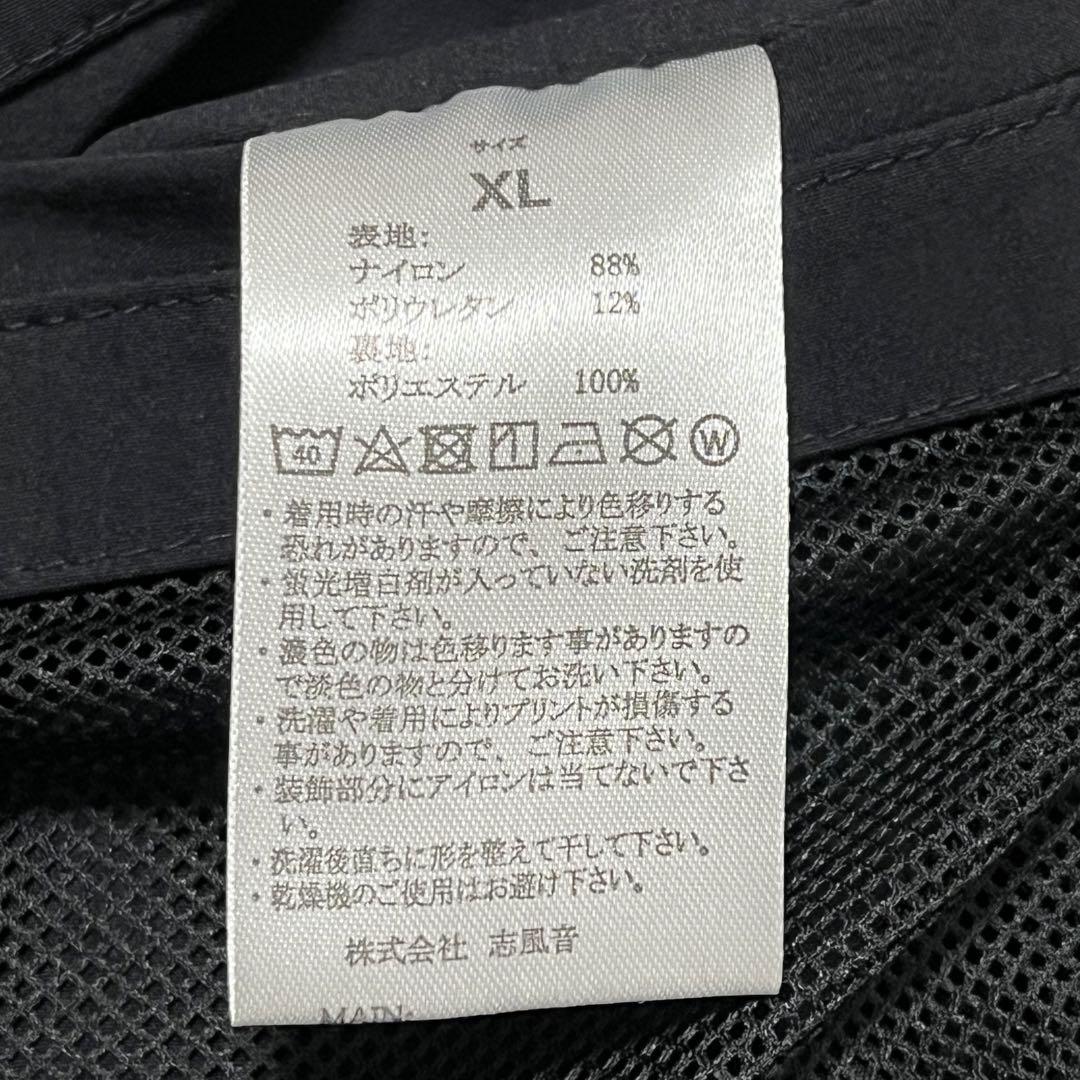 サイズ
XL
表地:
ナイロン 88%
ポリウレタン 12%
裏地:
ポリエステル 100%
40 W
・着用時の汗や摩擦により色移りする
恐れがありますので、ご注意下さい。
・蛍光増白剤が入っていない洗剤を使
用して下さい。
・濃色の物は色移ります事がありますの
で淡色の物と分けてお洗い下さい。
・洗濯や着用によりプリントが損傷する
事がありますので、ご注意下さい。
・装飾部分にアイロンは当てないで下さ
い。
・洗濯後直ちに形を整えて干して下さい。
・乾燥機のご使用はお避け下さい。
株式会社 志風音
MAIN: